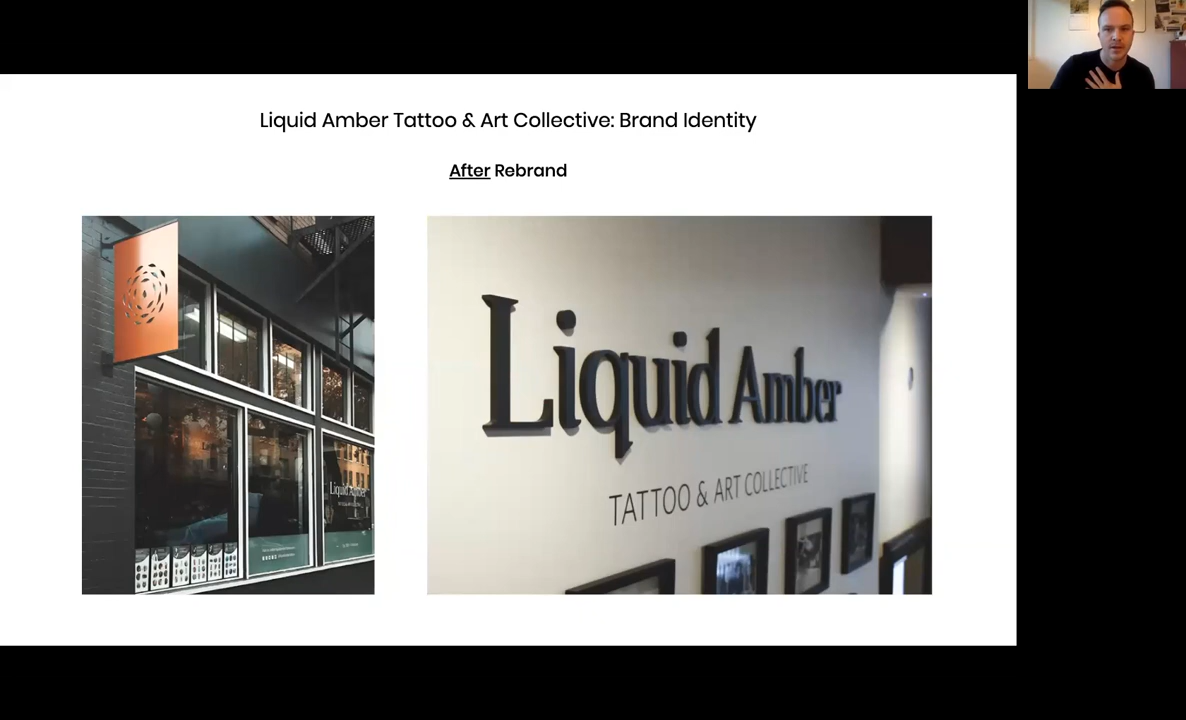 Liquid Amber Tattoo & Art Collective: Brand Identity
After Rebrand
Liquid Amber
Liquid Amber
TATTOO & ART COLLECTIVE